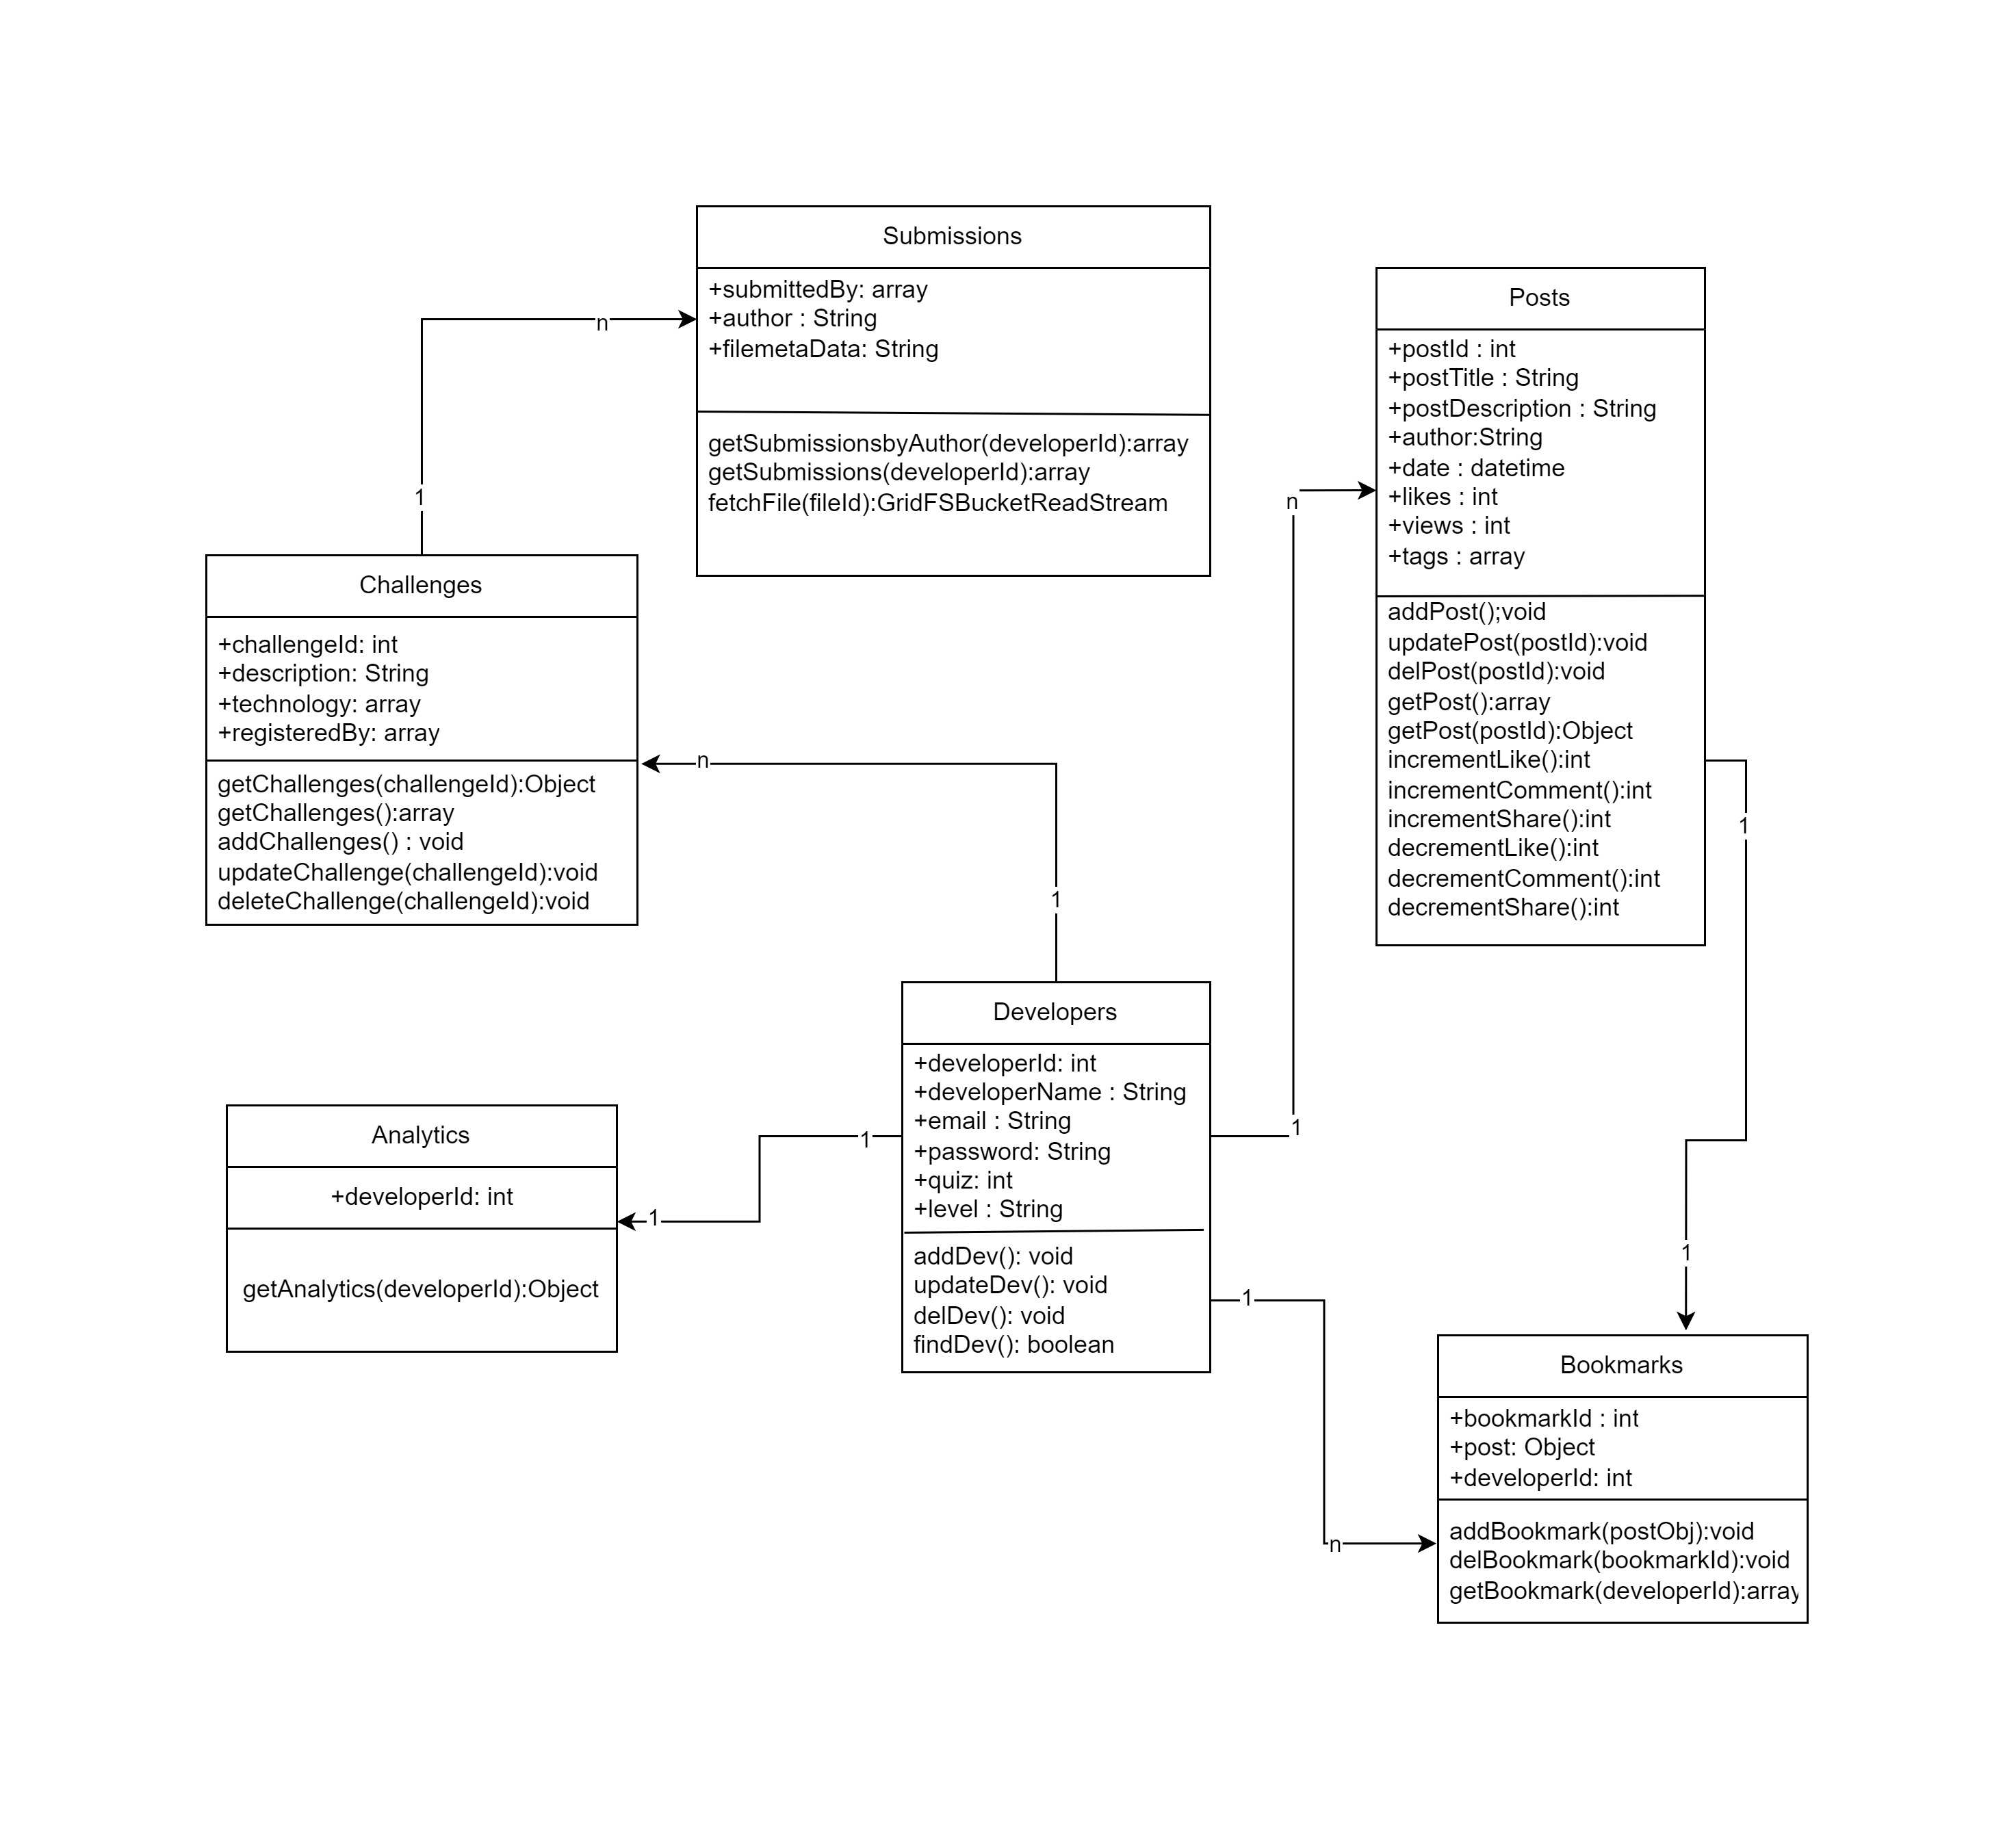 Submissions
+submittedBy: array
+author : String
+filemetaData: String
getSubmissionsbyAuthor(developerId):array
getSubmissions(developerId):array
fetchFile(fileId):GridFSBucketReadStream
n
1
Posts
+postId : int
+postTitle : String
+postDescription : String
+author:String
+date : datetime
+likes : int
+views : int
+tags : array
addPost();void
updatePost(postId):void
delPost(postId):void
getPost():array
getPost(postId):Object
incrementLike():int
incrementComment():int
incrementShare():int
decrementLike():int
decrementComment():int
decrementShare():int
n
1
1
1
Challenges
+challengeId: int
+description: String
+technology: array
+registeredBy: array
getChallenges(challengeId):Object
getChallenges():array
addChallenges() : void
updateChallenge(challengeId):void
deleteChallenge(challengeId):void
n
1
Developers
+developerId: int
+developerName : String
+email : String
+password: String
+quiz: int
+level : String
addDev(): void
updateDev(): void
delDev(): void
findDev(): boolean
1
1
Analytics
+developerId: int
getAnalytics(developerId):Object
1
n
Bookmarks
+bookmarkId : int
+post: Object
+developerId: int
addBookmark(postObj):void
delBookmark(bookmarkId):void
getBookmark(developerId):array